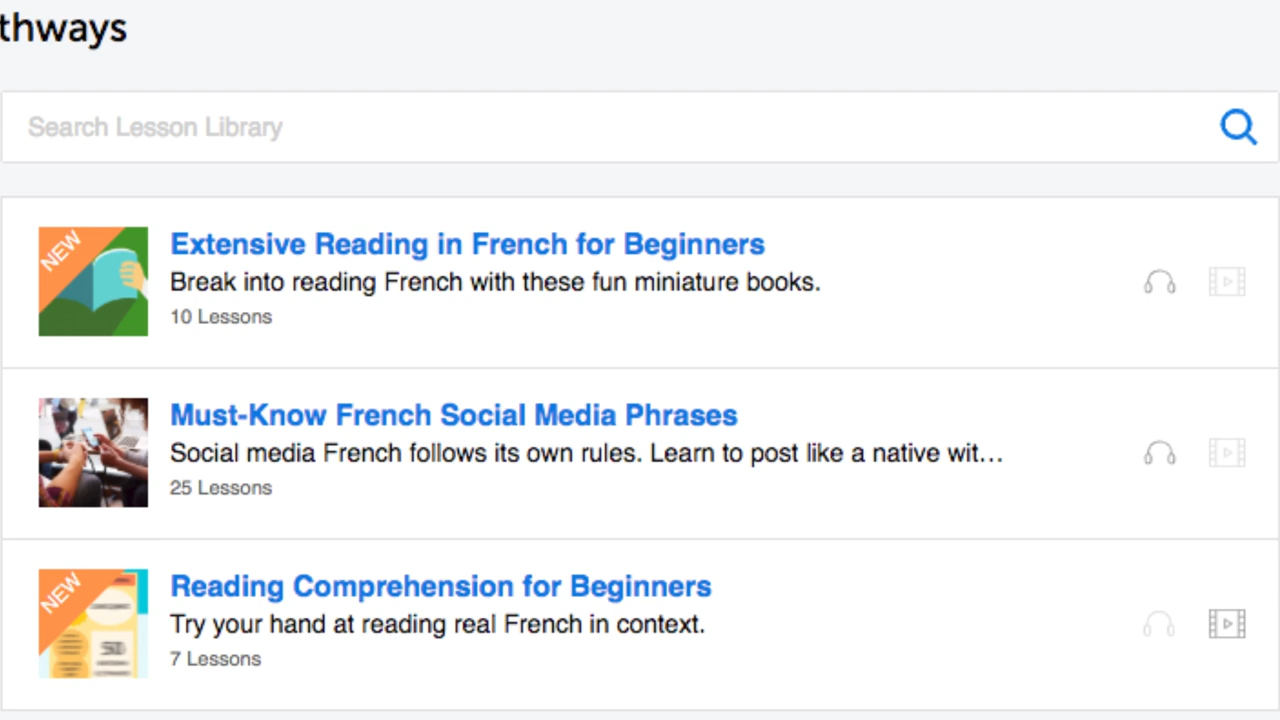 thways
Search Lesson Library
NEW
Extensive Reading in French for Beginners
Break into reading French with these fun miniature books.
10 Lessons
Must-Know French Social Media Phrases
Social media French follows its own rules. Learn to post like a native wit…
25 Lessons
NEW
Reading Comprehension for Beginners
Try your hand at reading real French in context.
7 Lessons